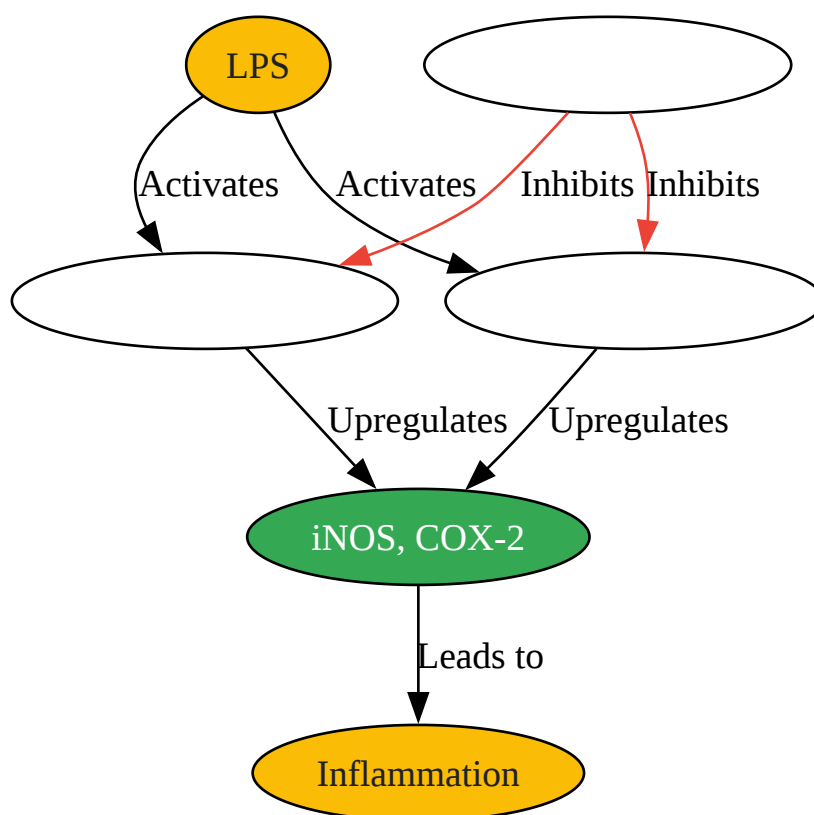 LPS
Activates
Activates
Inhibits
Inhibits
Upregulates
Upregulates
iNOS, COX-2
Leads to
Inflammation